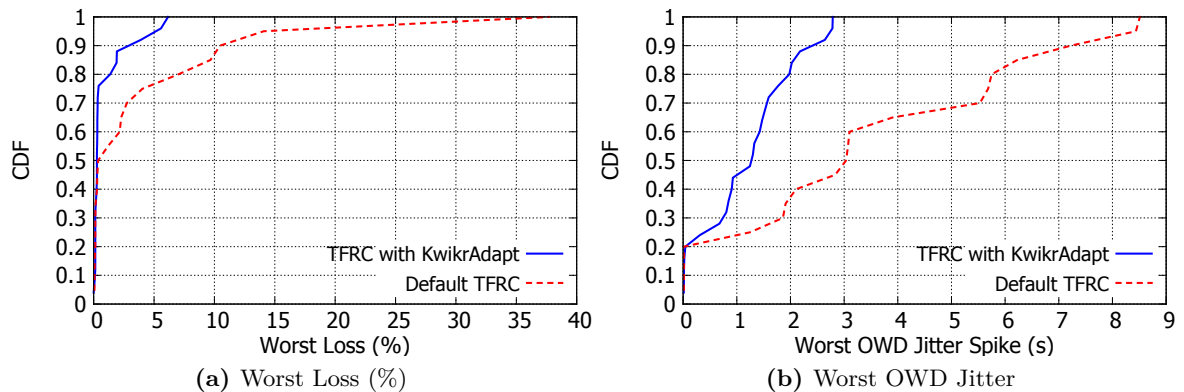 1
0.9
0.8
0.7
0.6
0.5
0.4
0.3
0.2
0.1
0
CDF
TFRC with KwikrAdapt
Default TFRC
0 5 10 15 20 25 30 35 40
Worst Loss (%)
(a) Worst Loss (%)
1
0.9
0.8
0.7
0.6
0.5
0.4
0.3
0.2
0.1
0
CDF
TFRC with KwikrAdapt
Default TFRC
0 1 2 3 4 5 6 7 8 9
Worst OWD Jitter Spike (s)
(b) Worst OWD Jitter